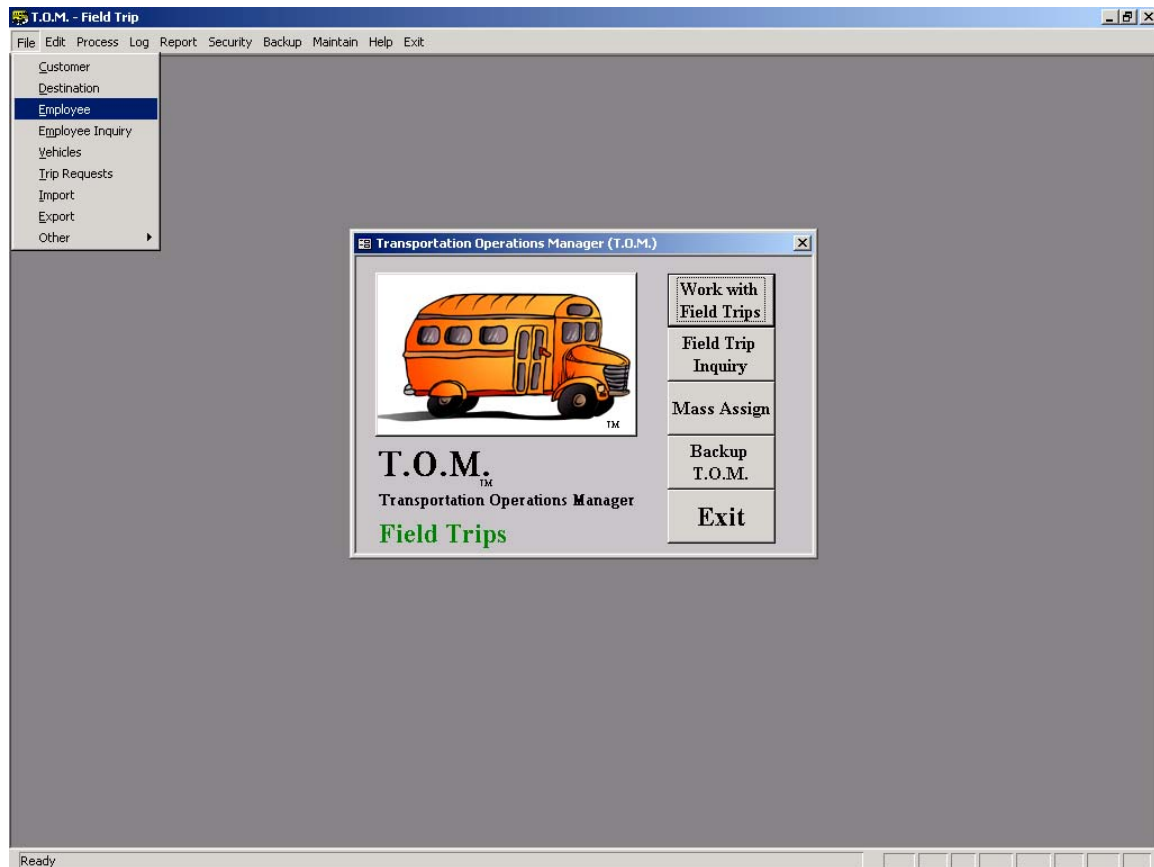 T.O.M. - Field Trip
File Edit Process Log Report Security Backup Maintain Help Exit
Customer
Destination
Employee
Employee Inquiry
Vehicles
Trip Requests
Import
Export
Other
Transportation Operations Manager (T.O.M.)
TM
T.O.M.
TM
Transportation Operations Manager
Field Trips
Work with
Field Trips
Field Trip
Inquiry
Mass Assign
Backup
T.O.M.
Exit
Ready